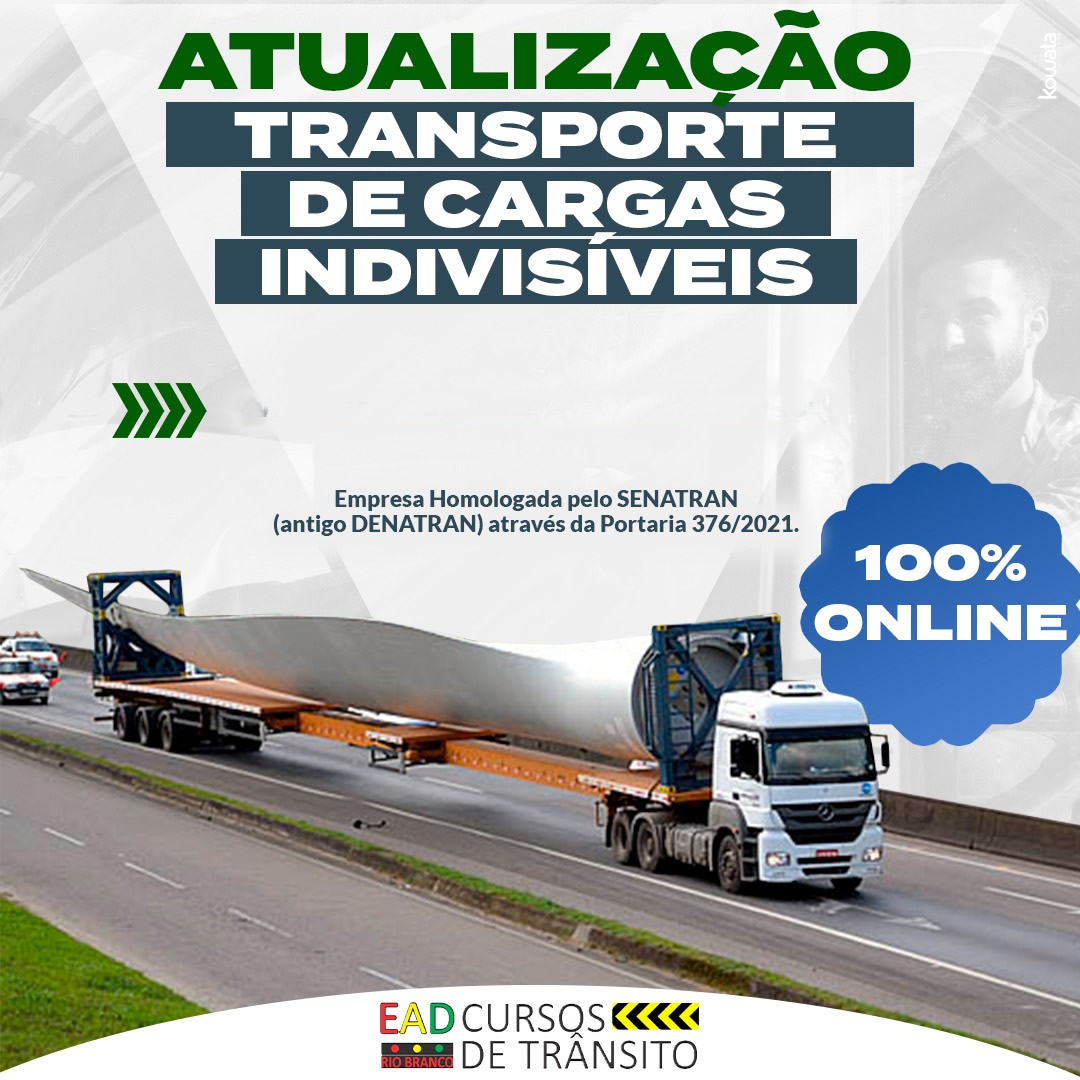 ATUALIZAÇÃO
TRANSPORTE
DE CARGAS
INDIVISÍVEIS
kowata
Empresa Homologada pelo SENATRAN
(antigo DENATRAN) através da Portaria 376/2021.
100%
ONLINE
EAD CURSOS
RIO BRANCO DE TRÂNSITO